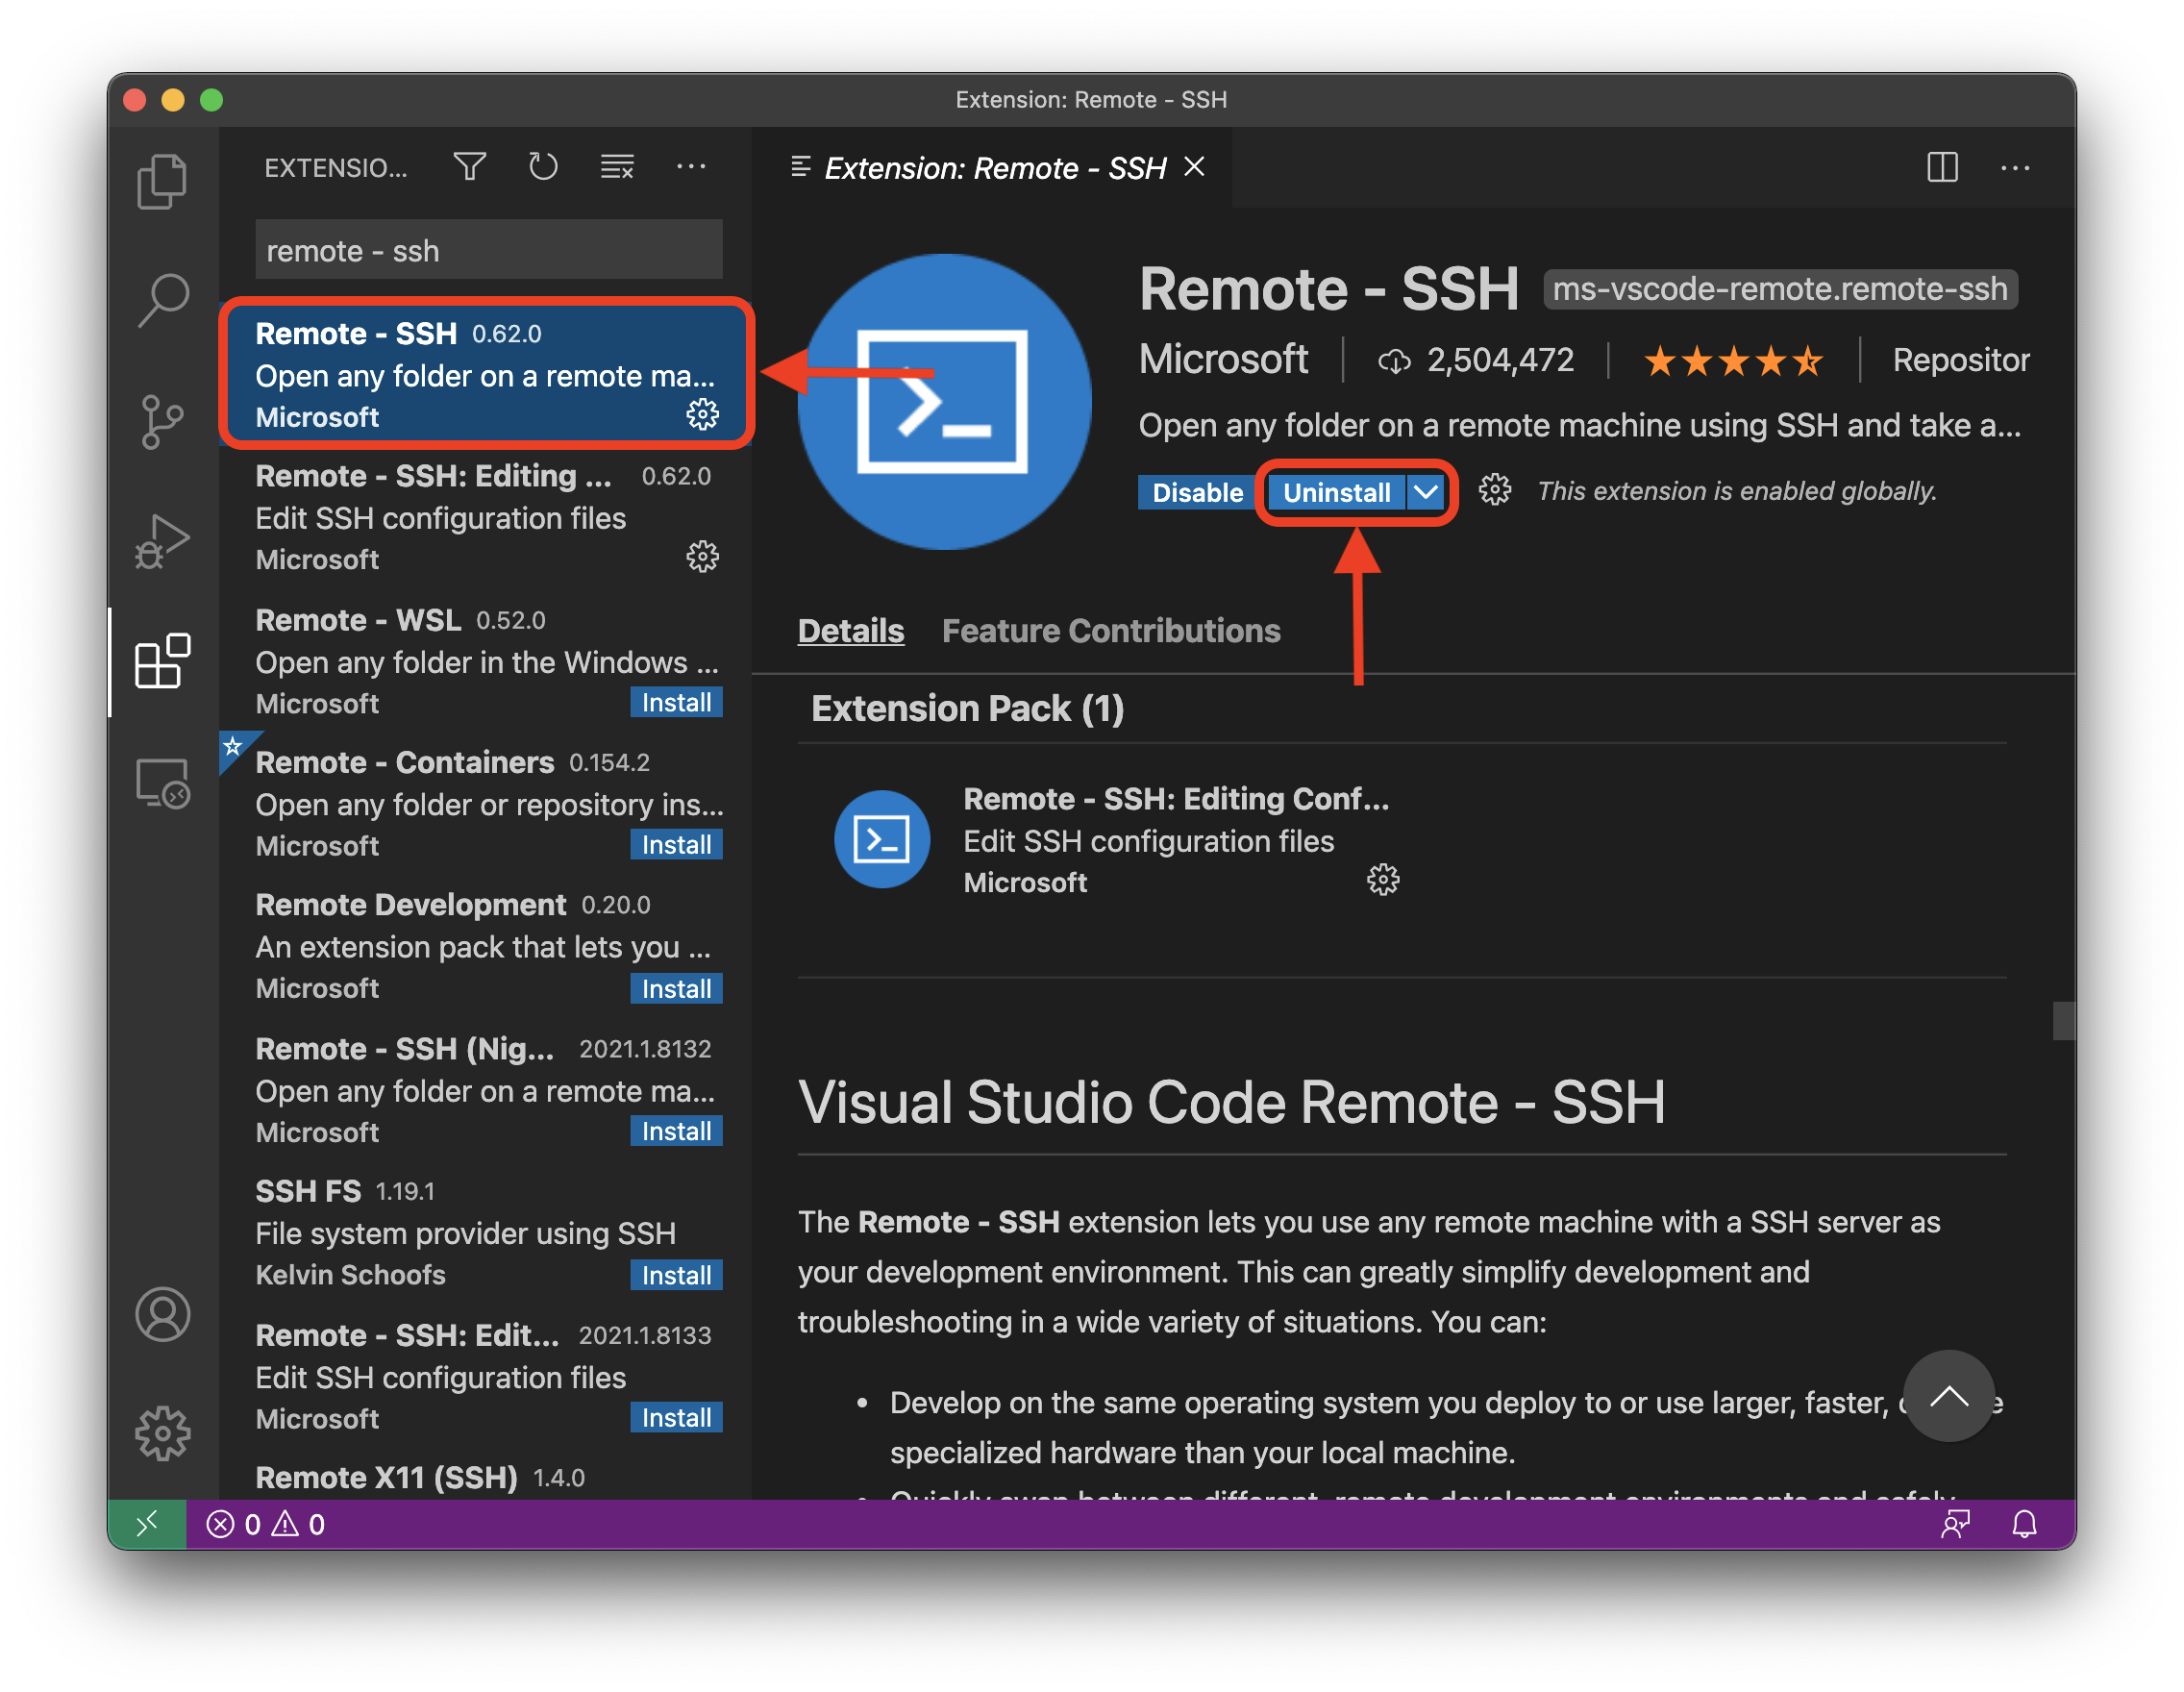 Extension: Remote - SSH
EXTENSIO...
remote - ssh
Remote - SSH 0.62.0
Open any folder on a remote ma...
Microsoft
Remote - SSH: Editing ... 0.62.0
Edit SSH configuration files
Microsoft
Remote - WSL 0.52.0
Open any folder in the Windows ...
Microsoft Install
Remote - Containers 0.154.2
Open any folder or repository ins...
Microsoft Install
Remote Development 0.20.0
An extension pack that lets you ...
Microsoft Install
Remote - SSH (Nig... 2021.1.8132
Open any folder on a remote ma...
Microsoft Install
SSH FS 1.19.1
File system provider using SSH
Kelvin Schoofs Install
Remote - SSH: Edit... 2021.1.8133
Edit SSH configuration files
Microsoft Install
Remote X11 (SSH) 1.4.0
Extension: Remote - SSH
Remote - SSH ms-vscode-remote.remote-ssh
Microsoft 2,504,472 Repositor
Open any folder on a remote machine using SSH and take a...
Disable Uninstall This extension is enabled globally.
Details Feature Contributions
Extension Pack (1)
Remote - SSH: Editing Conf...
Edit SSH configuration files
Microsoft
Visual Studio Code Remote - SSH
The Remote - SSH extension lets you use any remote machine with a SSH server as
your development environment. This can greatly simplify development and
troubleshooting in a wide variety of situations. You can:
• Develop on the same operating system you deploy to or use larger, faster,
specialized hardware than your local machine.
• Quickly swap between different, remote development environments and safely
0 0